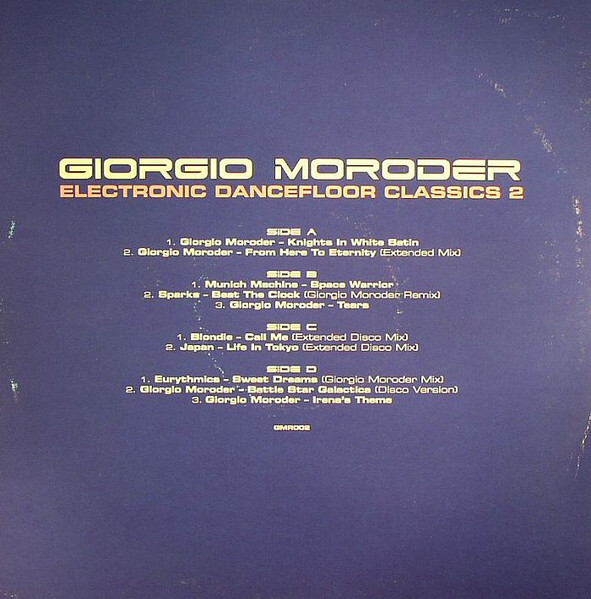 GIORGIO MORODER
ELECTRONIC DANCEFLOOR CLASSICS 2
SIDE A
1. Giorgio Moroder - Knights In White Satin
2. Giorgio Moroder - From Here To Eternity (Extended Mix)
SIDE B
1. Munich Machine - Space Warrior
2. Sparks - Beat The Clock (Giorgio Moroder Remix)
3. Giorgio Moroder - Tears
SIDE C
1. Blondie - Call Me (Extended Disco Mix)
2. Japan - Life In Tokyo (Extended Disco Mix)
SIDE D
1. Eurythmics - Sweet Dreams (Giorgio Moroder Mix)
2. Giorgio Moroder - Battle Star Galactica (Disco Version)
3. Giorgio Moroder - Irena's Theme
GMR002